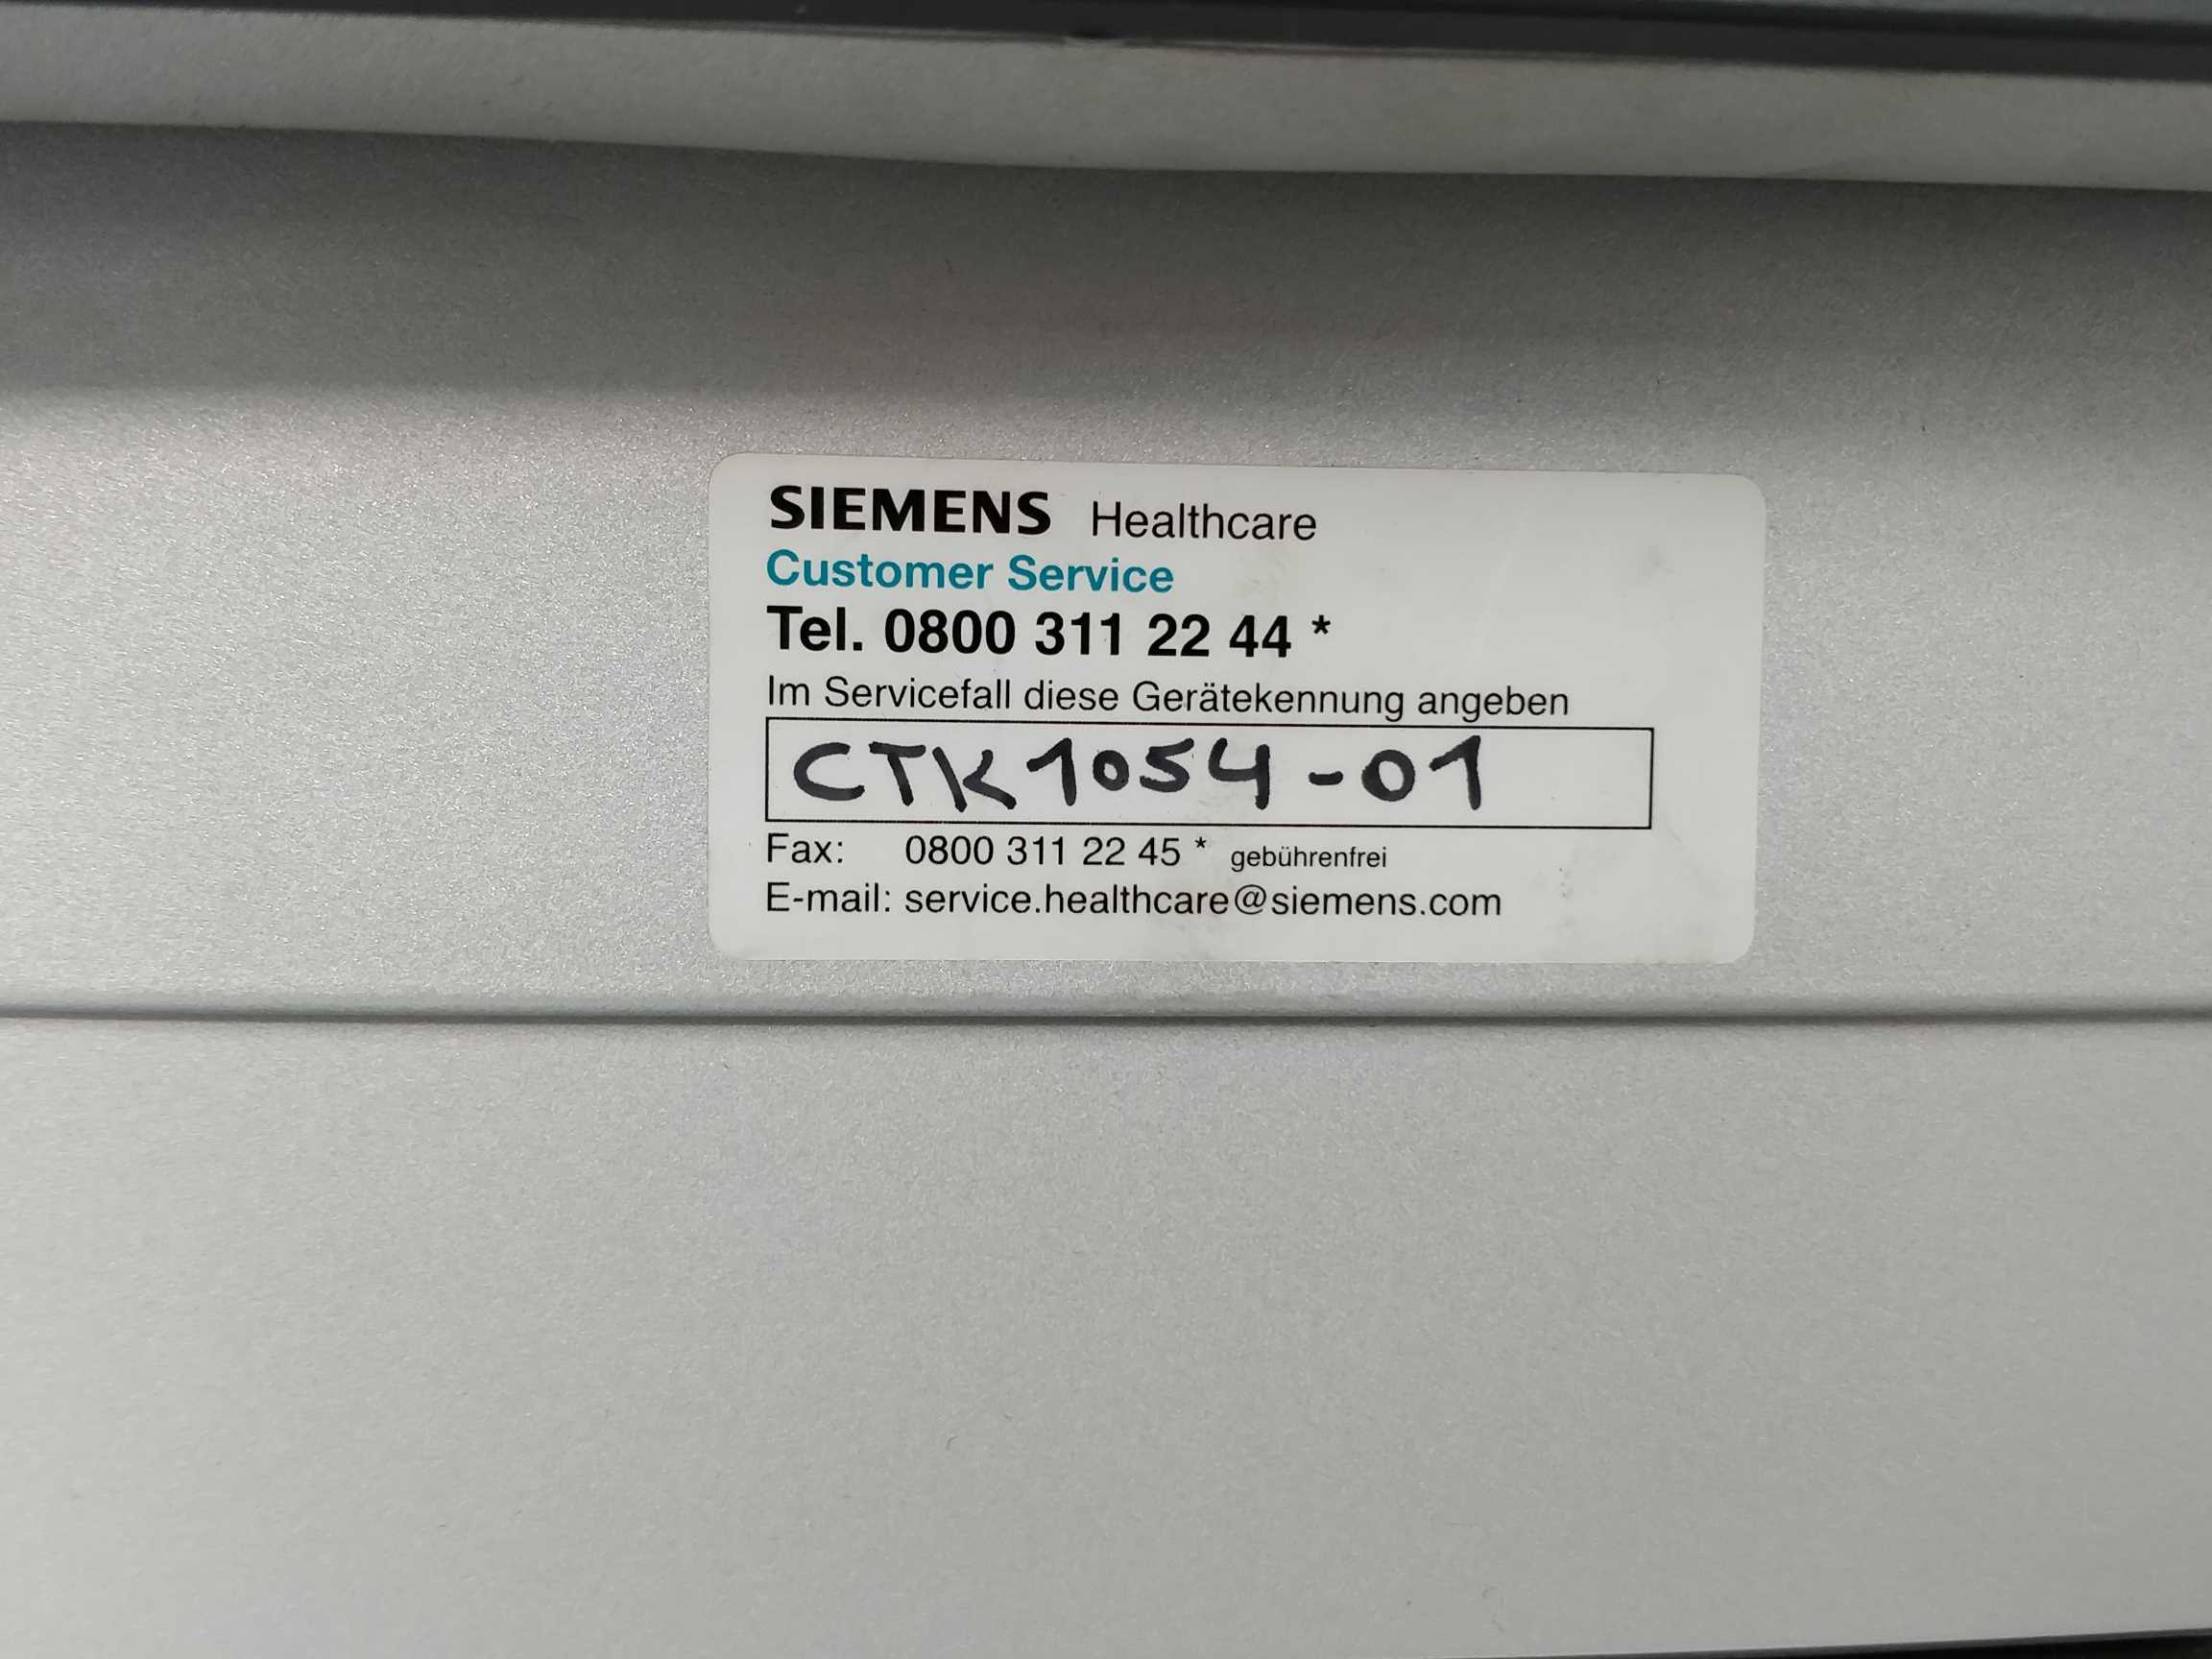 SIEMENS Healthcare
Customer Service
Tel. 0800 311 22 44 *
Im Servicefall diese Gerätekennung angeben
CTK1054-01
Fax: 0800 311 22 45 * gebührenfrei
E-mail: service.healthcare@siemens.com